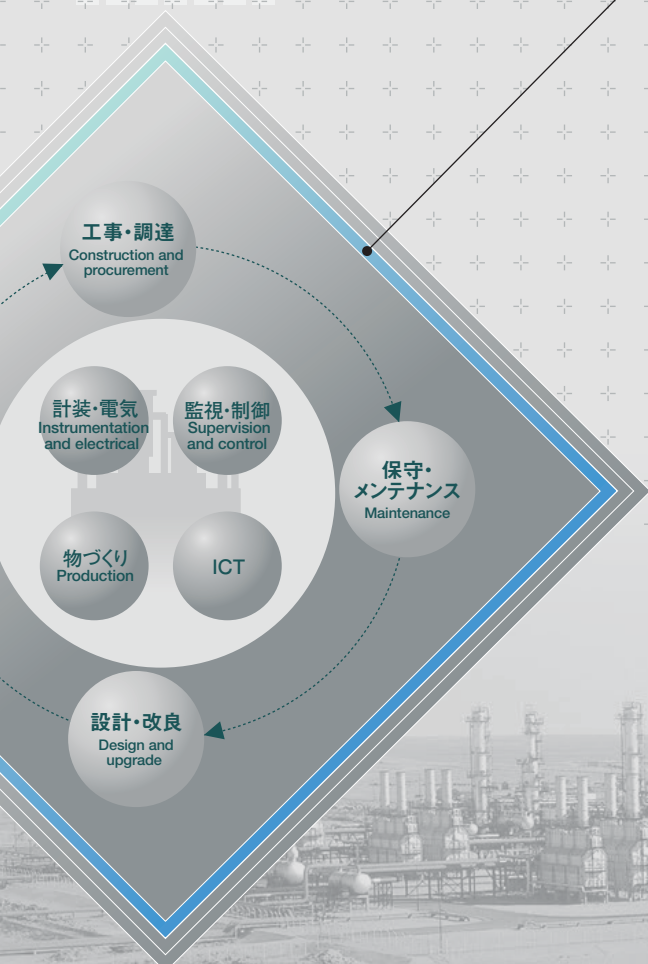 工事・調達
Construction and
procurement
計装・電気
Instrumentation
and electrical
監視・制御
Supervision
and control
保守・
メンテナンス
Maintenance
物づくり
Production
ICT
設計・改良
Design and
upgrade